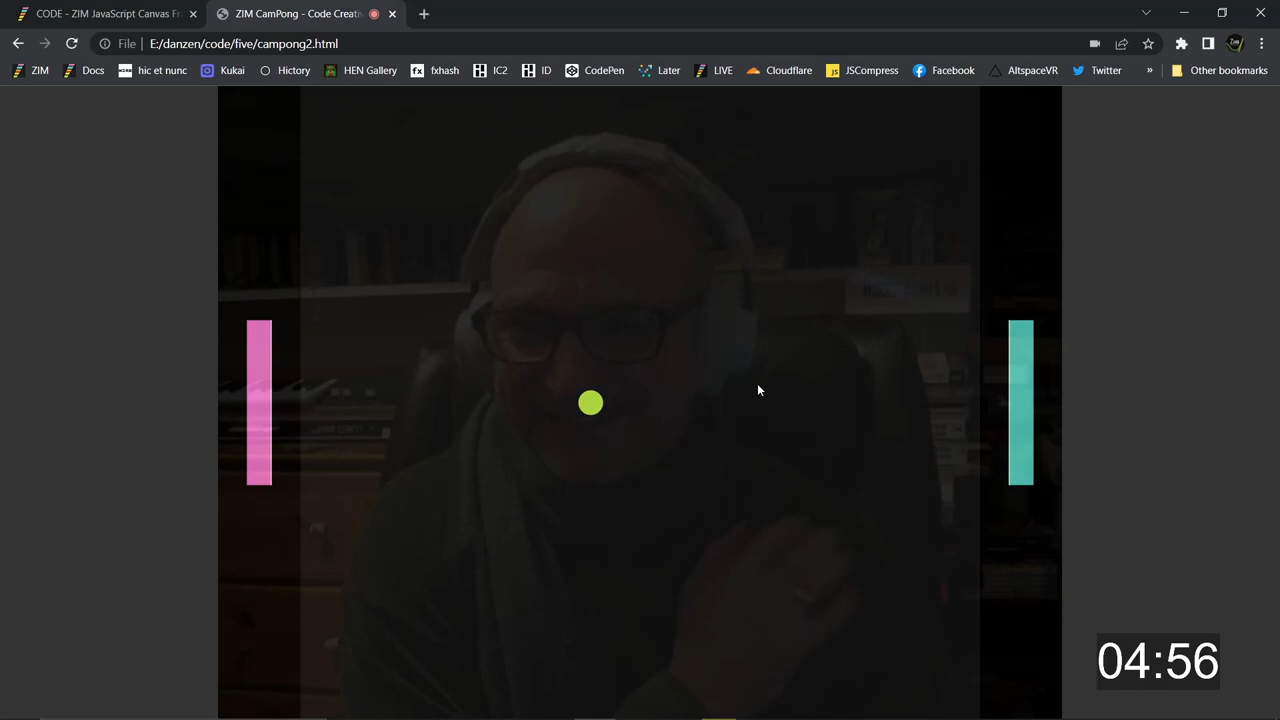 CODE - ZIM JavaScript Canvas Fr
ZIM CamPong - Code Creativ
File E:/danzen/code/five/campong2.html
ZIM Docs hic et nunc Kukai Hictory HEN Gallery fxhash IC2 ID CodePen Later LIVE Cloudflare JSCompress Facebook AltspaceVR Twitter » Other bookmarks
04:56